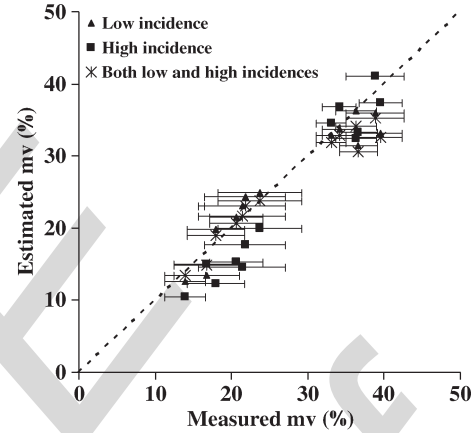 50
Low incidence
High incidence
Both low and high incidences
40
30
20
10
0
Estimated mv (%)
0 10 20 30 40 50
Measured mv (%)